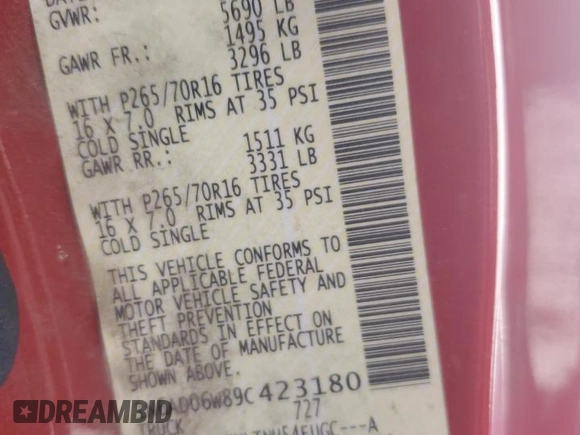 GVWR: 5690 LB
1495 KG
GAWR FR.: 3296 LB
WITH P265/70R16 TIRES
16 X 7.0 RIMS AT 35 PSI
COLD SINGLE
1511 KG
GAWR RR.: 3331 LB
WITH P265/70R16 TIRES
16 X 7.0 RIMS AT 35 PSI
COLD SINGLE
THIS VEHICLE CONFORMS TO
ALL APPLICABLE FEDERAL
MOTOR VEHICLE SAFETY AND
THEFT PREVENTION
STANDARDS IN EFFECT ON
THE DATE OF MANUFACTURE
SHOWN ABOVE.
AD06W89C423180
727
TRUCK
© AutoBidCar